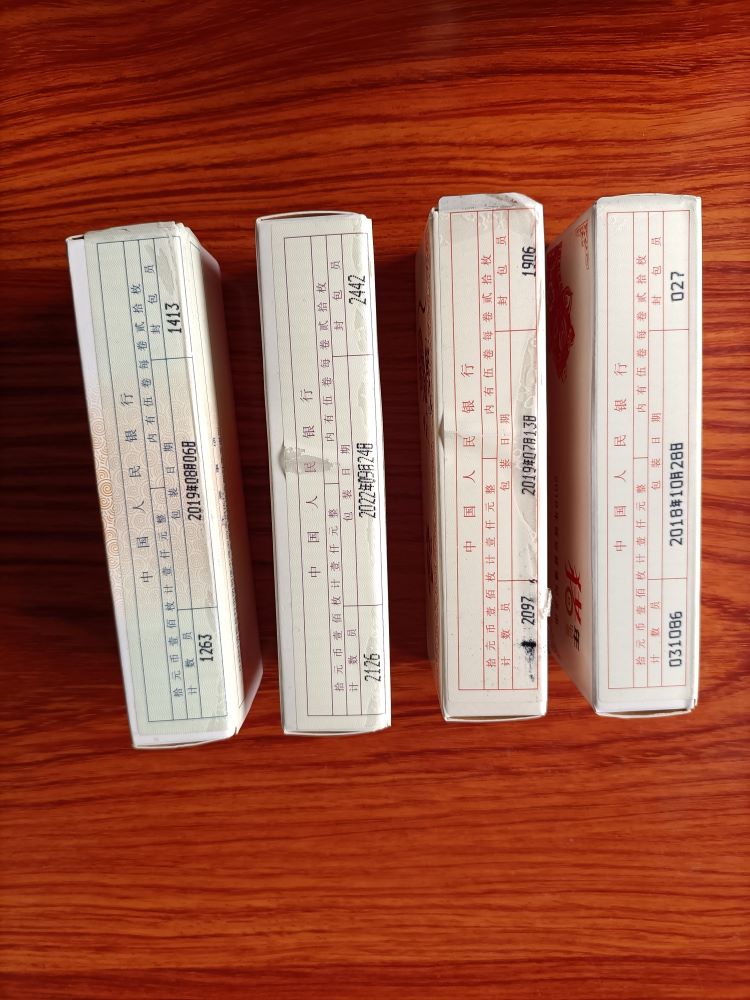 中国人民银行
拾元币壹佰枚计壹仟元整
内有伍卷每卷贰拾枚
计数员
包装日期
封包员
1263
2019年08月06日
1413
中国人民银行
拾元币壹佰枚计壹仟元整
内有伍卷每卷贰拾枚
计数员
包装日期
封包员
2126
2022年09月24日
2442
中国人民银行
拾元币壹佰枚计壹仟元整
内有伍卷每卷贰拾枚
计数员
包装日期
封包员
2097
2019年07月13日
1906
中国人民银行
拾元币壹佰枚计壹仟元整
内有伍卷每卷贰拾枚
计数员
包装日期
封包员
031086
2018年10月28日
027